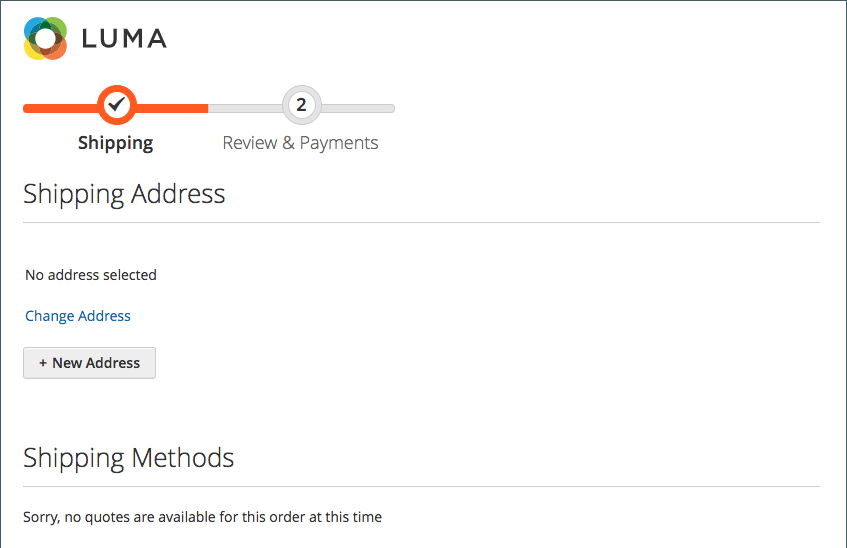 LUMA
2
Shipping
Review & Payments
Shipping Address
No address selected
Change Address
+ New Address
Shipping Methods
Sorry, no quotes are available for this order at this time